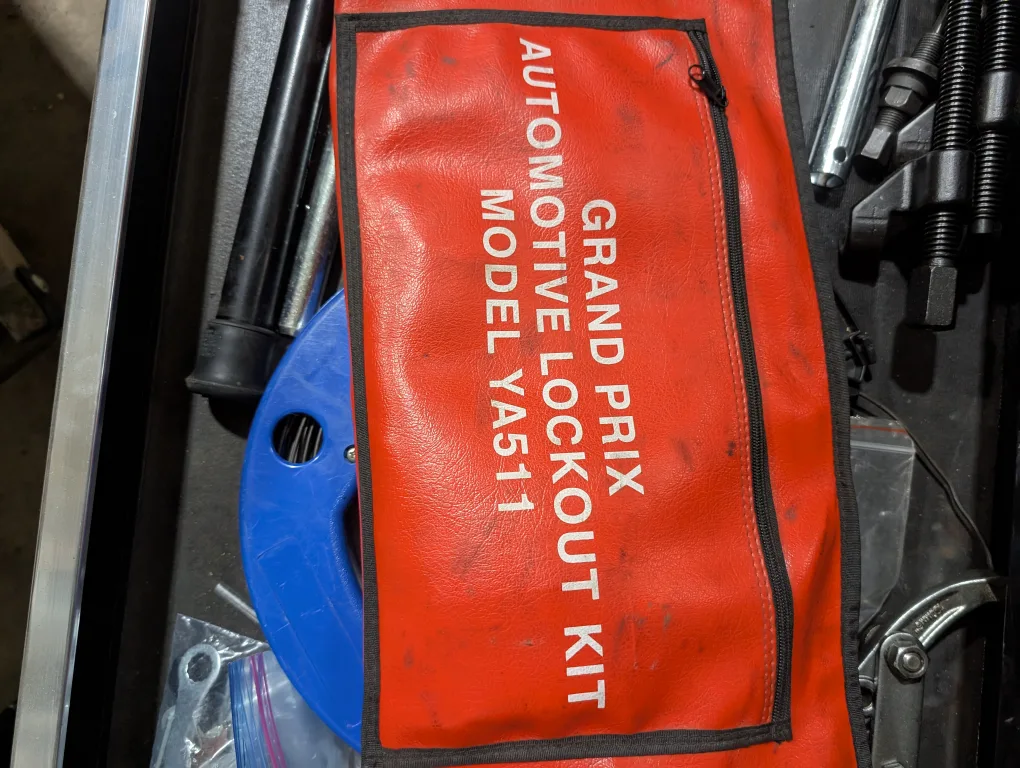 GRAND PRIX
AUTOMOTIVE LOCKOUT KIT
MODEL YA511